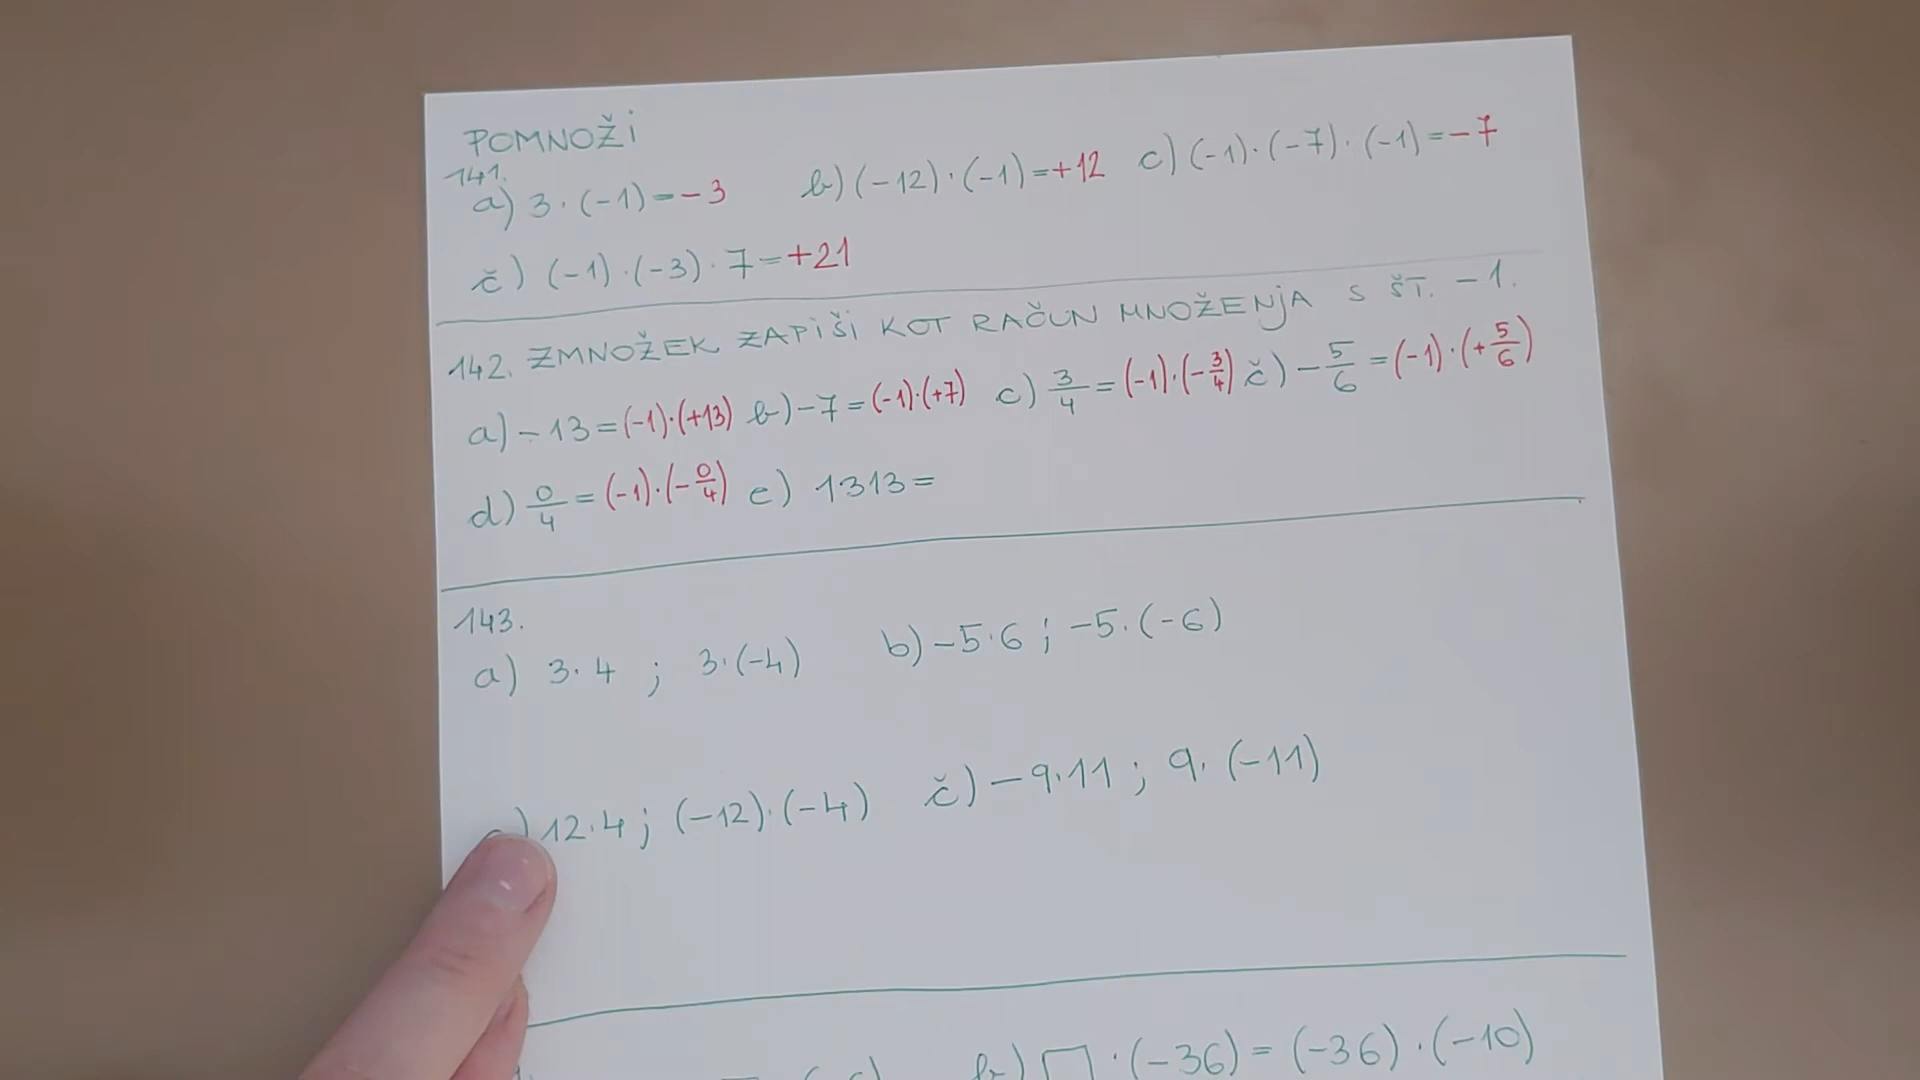 POMNOŽI
141.
a) 3 · (-1) = -3 b) (-12) · (-1) = +12 c) (-1) · (-7) · (-1) = -7
č) (-1) · (-3) · 7 = +21
142. ZMNOŽEK ZAPIŠI KOT RAČUN MNOŽENJA S ŠT. -1.
a) -13 = (-1)·(+13) b) -7 = (-1)·(+7) c) 3/4 = (-1)·(-3/4) č) -5/6 = (-1)·(+5/6)
d) 0/4 = (-1)·(-0/4) e) 1313 =
143.
a) 3·4 ; 3·(-4) b) -5·6 ; -5·(-6)
12·4 ; (-12)·(-4) č) -9·11 ; 9·(-11)
b) □ · (-36) = (-36) · (-10)